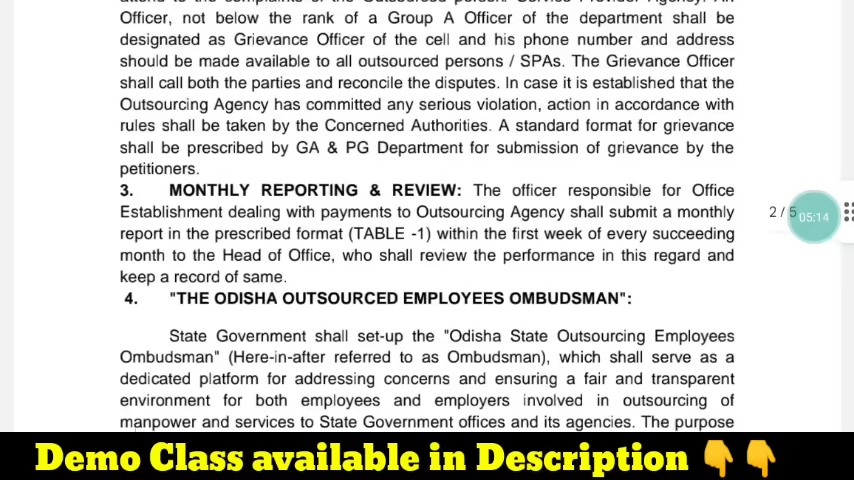 Officer, not below the rank of a Group A Officer of the department shall be
designated as Grievance Officer of the cell and his phone number and address
should be made available to all outsourced persons / SPAs. The Grievance Officer
shall call both the parties and reconcile the disputes. In case it is established that the
Outsourcing Agency has committed any serious violation, action in accordance with
rules shall be taken by the Concerned Authorities. A standard format for grievance
shall be prescribed by GA & PG Department for submission of grievance by the
petitioners.
3. MONTHLY REPORTING & REVIEW: The officer responsible for Office
Establishment dealing with payments to Outsourcing Agency shall submit a monthly
2 / 5
05:14
report in the prescribed format (TABLE -1) within the first week of every succeeding
month to the Head of Office, who shall review the performance in this regard and
keep a record of same.
4. "THE ODISHA OUTSOURCED EMPLOYEES OMBUDSMAN":
State Government shall set-up the "Odisha State Outsourcing Employees
Ombudsman" (Here-in-after referred to as Ombudsman), which shall serve as a
dedicated platform for addressing concerns and ensuring a fair and transparent
environment for both employees and employers involved in outsourcing of
manpower and services to State Government offices and its agencies. The purpose
Demo Class available in Description 👇👇